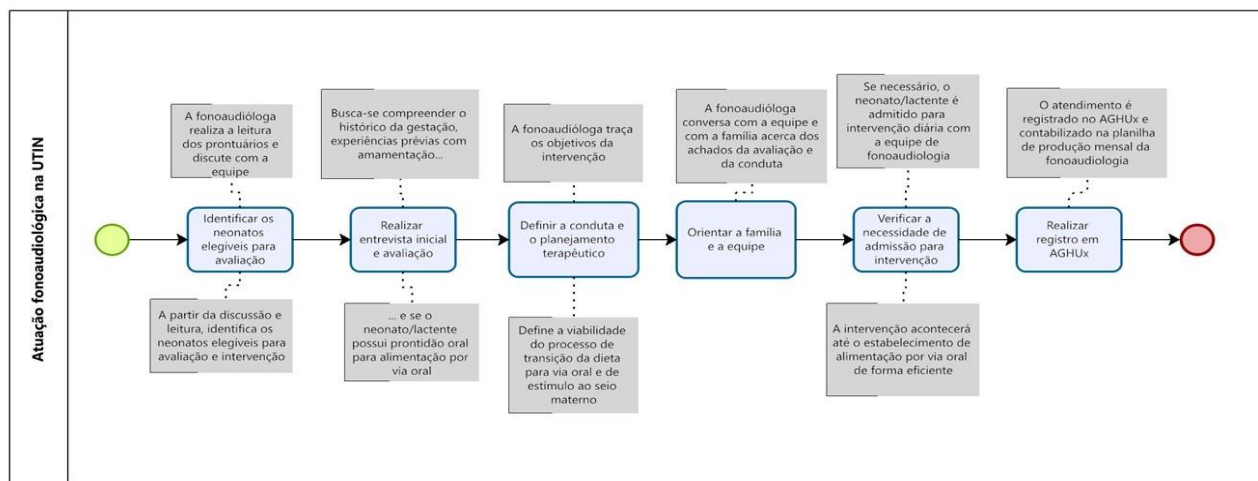 Atuação fonoaudiológica na UTIN
A fonoaudióloga
realiza a leitura
dos prontuários e
discute com a
equipe
Identificar os
neonatos
elegíveis para
avaliação
A partir da discussão e
leitura, identifica os
neonatos elegíveis para
avaliação e intervenção
Busca-se compreender o
histórico da gestação,
experiências prévias com
amamentação...
Realizar
entrevista inicial
e avaliação
... e se o
neonato/lactente
possui prontidão oral
para alimentação por
via oral
A fonoaudióloga traça
os objetivos da
intervenção
Definir a conduta e
o planejamento
terapêutico
Define a viabilidade
do processo de
transição da dieta
para via oral e de
estímulo ao seio
materno
A fonoaudióloga
conversa com a equipe e
com a família acerca dos
achados da avaliação e
da conduta
Orientar a família
e a equipe
Se necessário, o
neonato/lactente é
admitido para
intervenção diária com
a equipe de
fonoaudiologia
Verificar a
necessidade de
admissão para
intervenção
A intervenção acontecerá
até o estabelecimento de
alimentação por via oral
de forma eficiente
O atendimento é
registrado no AGHUx e
contabilizado na planilha
de produção mensal da
fonoaudiologia
Realizar
registro em
AGHUx